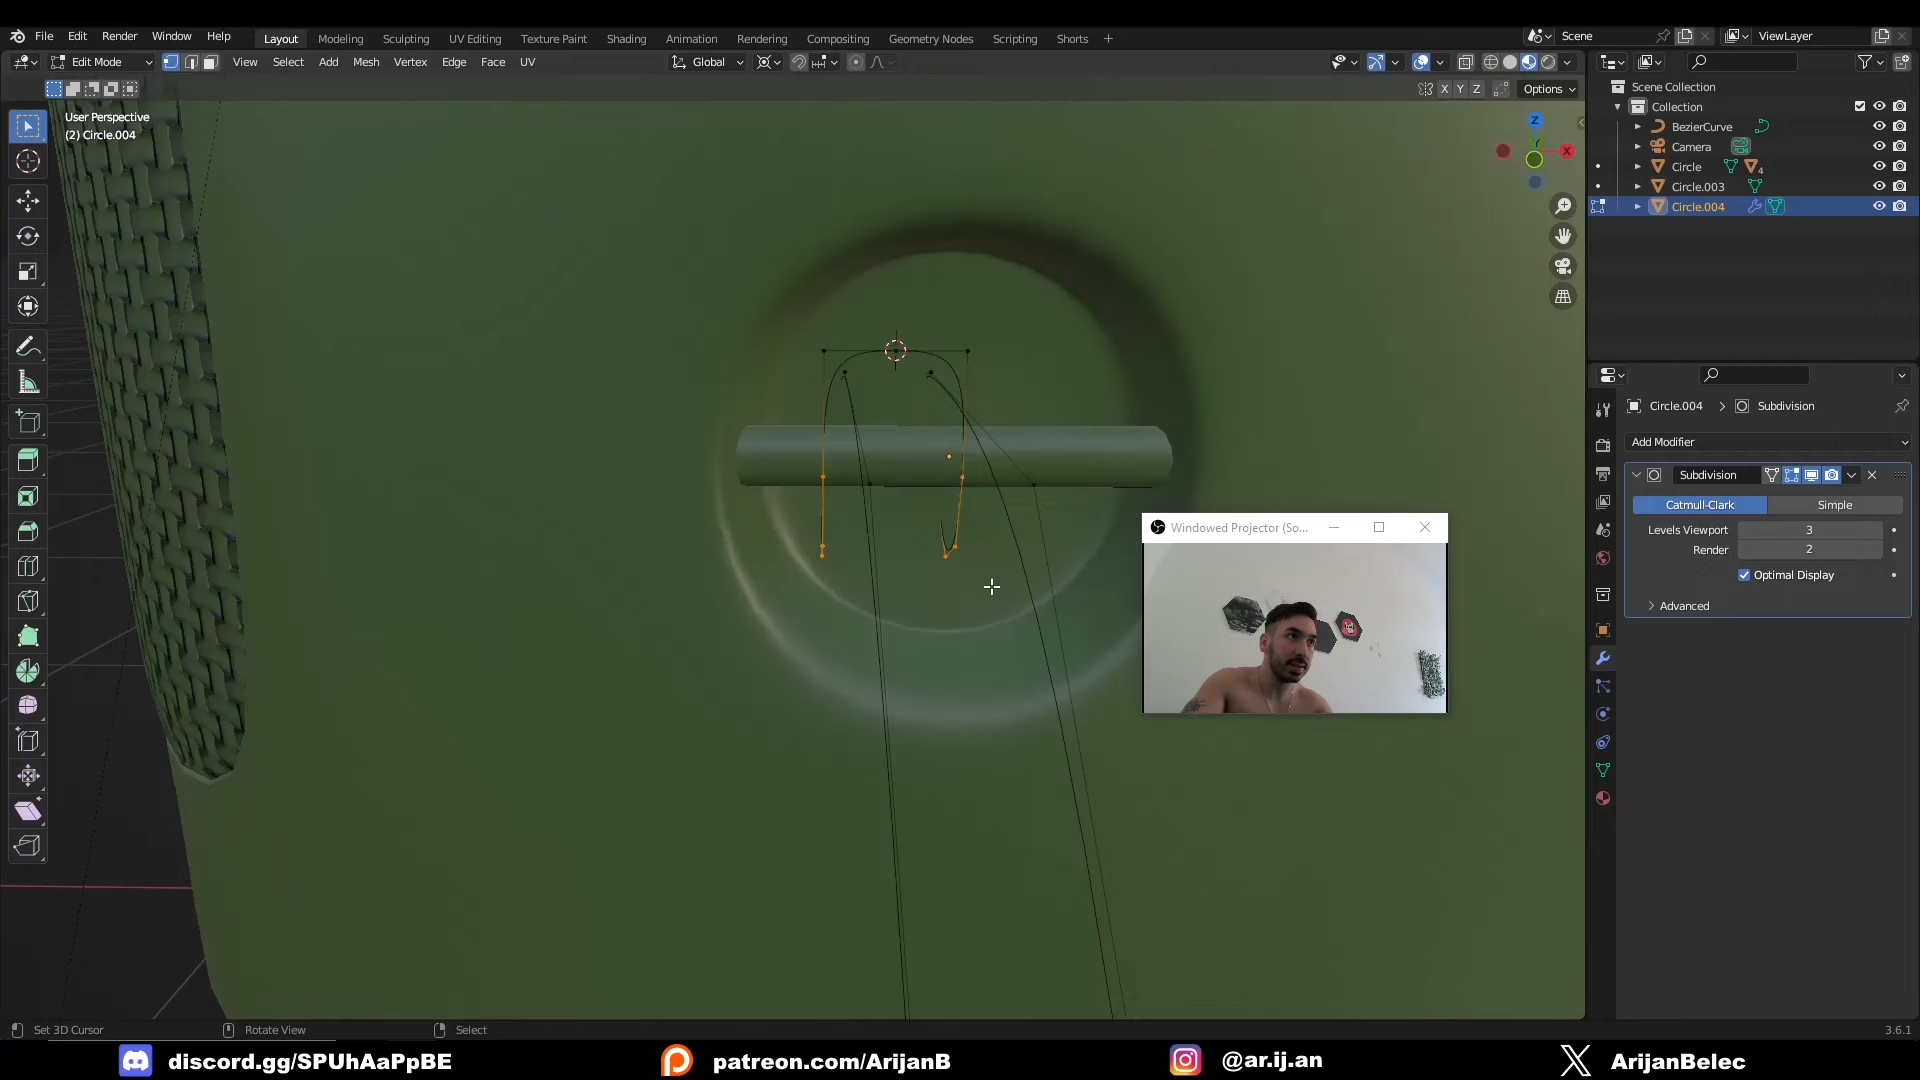 File Edit Render Window Help
Layout Modeling Sculpting UV Editing Texture Paint Shading Animation Rendering Compositing Geometry Nodes Scripting Shorts +
Scene
ViewLayer
Edit Mode
View Select Add Mesh Vertex Edge Face UV
Global
X Y Z
Options
User Perspective
(2) Circle.004
Z
X
Scene Collection
Collection
BezierCurve
Camera
Circle
4
Circle.003
Circle.004
Circle.004
Subdivision
Add Modifier
Subdivision
Catmull-Clark
Simple
Levels Viewport 3
Render 2
Optimal Display
Advanced
Windowed Projector (So...
Set 3D Cursor
Rotate View
Select
3.6.1
discord.gg/SPUhAaPpBE
patreon.com/ArijanB
@ar.ij.an
ArijanBelec